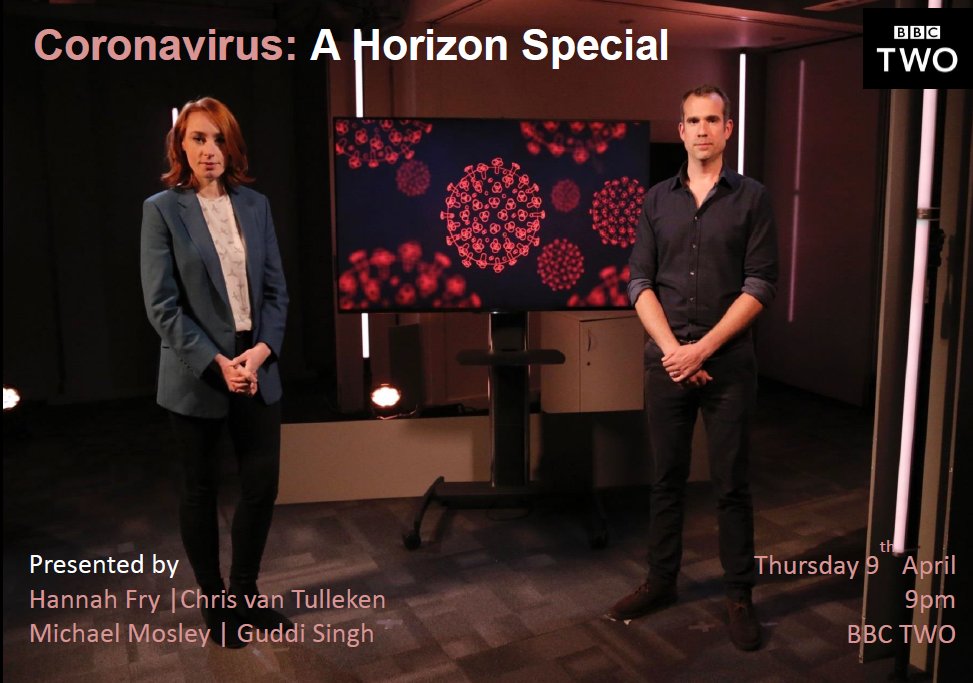 Coronavirus: A Horizon Special
BBC
TWO
Presented by
Hannah Fry |Chris van Tulleken
Michael Mosley | Guddi Singh
Thursday 9th April
9pm
BBC TWO